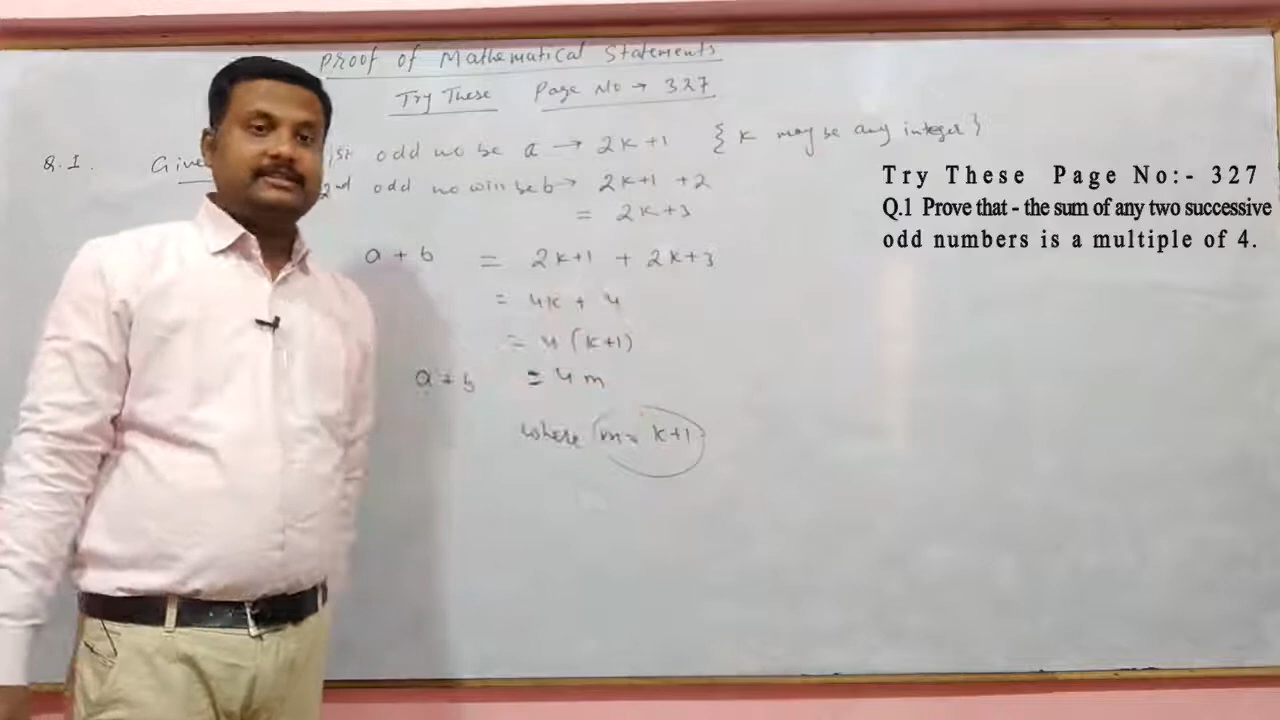 Proof of Mathematical Statements
Try These Page No → 327
Q.1. Give 1st odd no be a → 2k+1 { k may be any integer }
2nd odd no will be b → 2k+1 +2
= 2k+3
a + b = 2k+1 + 2k+3
= 4k + 4
= 4 (k+1)
a + b = 4m
where m = k+1
Try These Page No:- 327
Q.1 Prove that - the sum of any two successive
odd numbers is a multiple of 4.